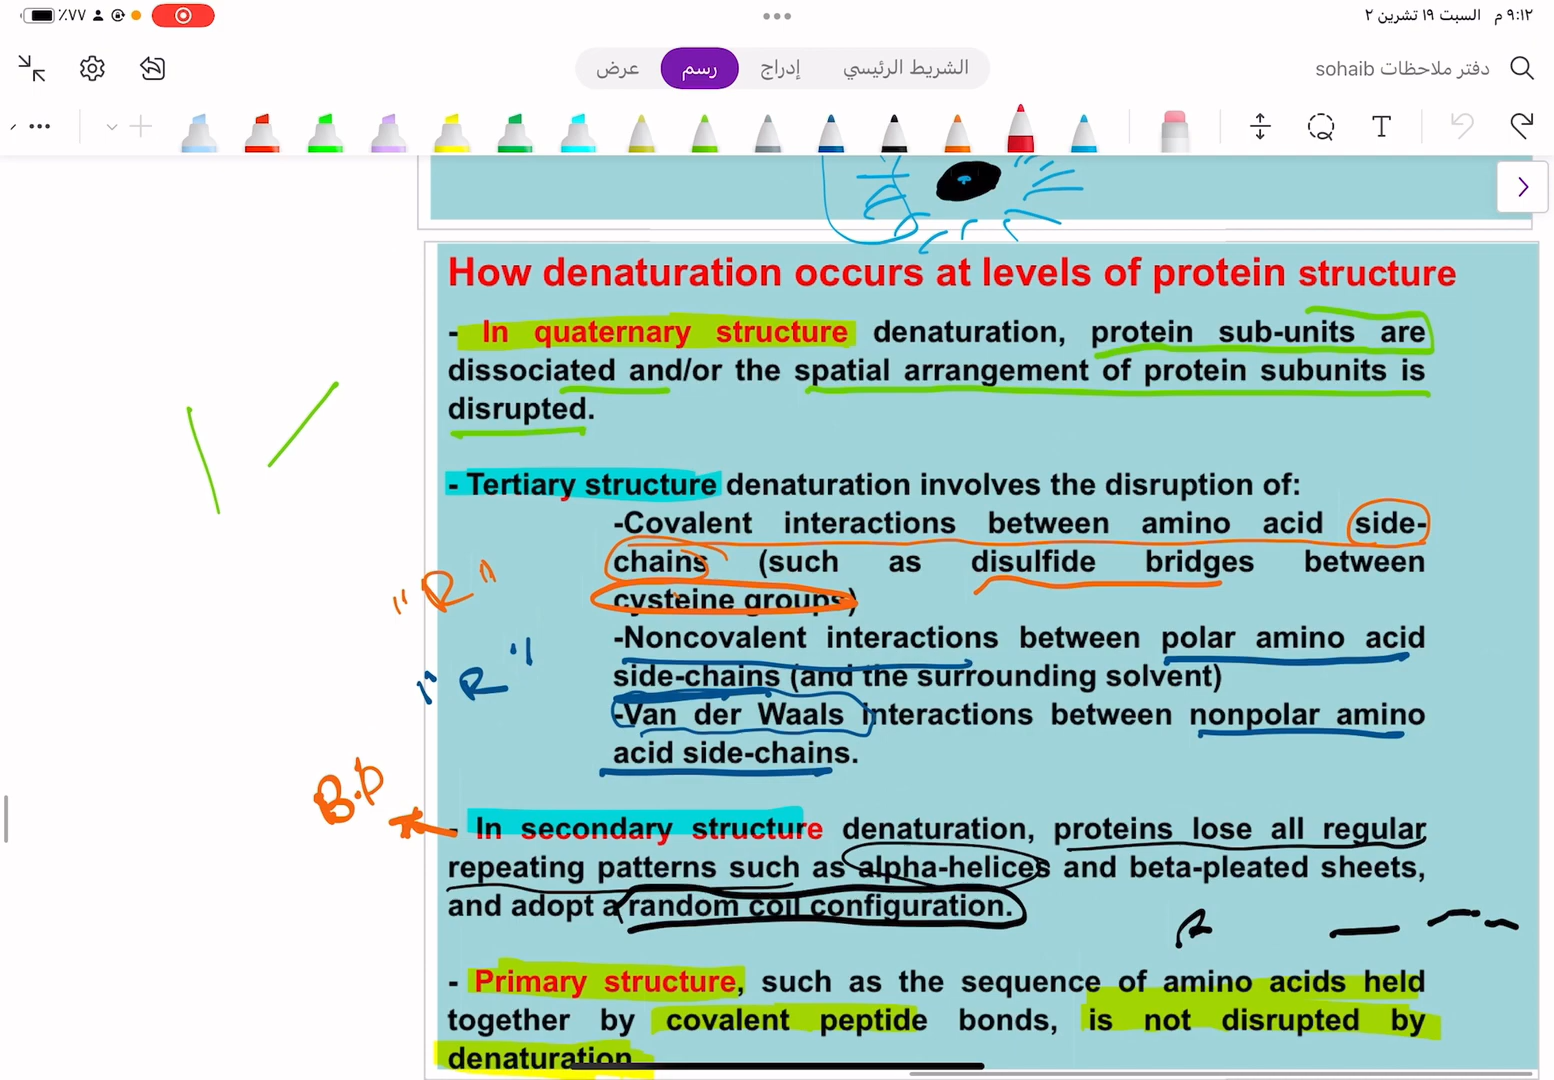 ٩:١٢ م السبت ١٩ تشرين ٢
٪٧٧
دفتر ملاحظات sohaib
الشريط الرئيسي إدراج رسم عرض
T
How denaturation occurs at levels of protein structure
- In quaternary structure denaturation, protein sub-units are
dissociated and/or the spatial arrangement of protein subunits is
disrupted.
- Tertiary structure denaturation involves the disruption of:
-Covalent interactions between amino acid side-
chains (such as disulfide bridges between
cysteine groups)
"R"
-Noncovalent interactions between polar amino acid
side-chains (and the surrounding solvent)
"R"
-Van der Waals interactions between nonpolar amino
acid side-chains.
- In secondary structure denaturation, proteins lose all regular
repeating patterns such as alpha-helices and beta-pleated sheets,
and adopt a random coil configuration.
- Primary structure, such as the sequence of amino acids held
together by covalent peptide bonds, is not disrupted by
denaturation